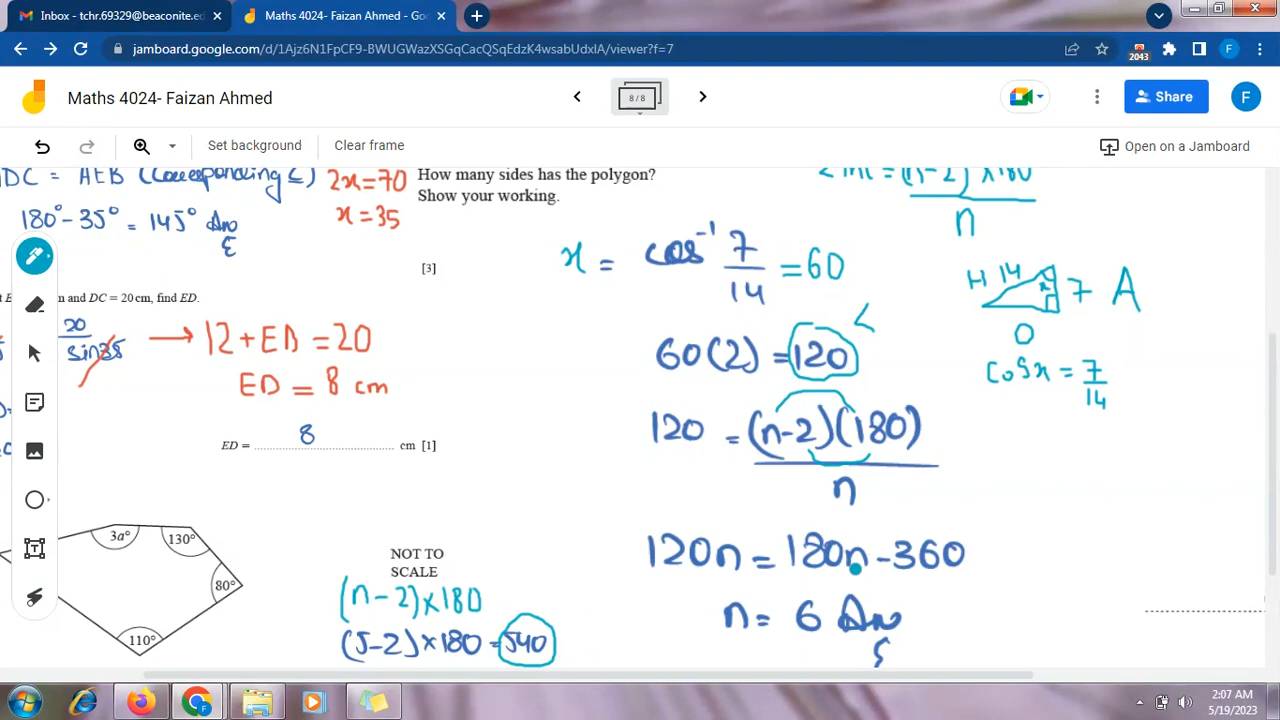 Inbox - tchr.69329@beaconite.ed
Maths 4024- Faizan Ahmed - Goo
jamboard.google.com/d/1Ajz6N1FpCF9-BWUGWazXSGqCacQSqEdzK4wsabUdxlA/viewer?f=7
2043
F
Maths 4024- Faizan Ahmed
8 / 8
Share
F
Set background
Clear frame
Open on a Jamboard
DC = AEB (Corresponding ∠)
180° - 35° = 145° Ans
2x = 70
x = 35
How many sides has the polygon?
Show your working.
[3]
∠ int = (n-2) × 180
n
x = cos⁻¹ 7/14 = 60
H 14 x 7 A
O
cos x = 7/14
60(2) = 120 <
120 = (n-2)(180)
n
120n = 180n - 360
n = 6 Ans
m and DC = 20 cm, find ED.
20
sin35
→ 12 + EB = 20
ED = 8 cm
ED = 8 cm [1]
3a°
130°
80°
110°
NOT TO
SCALE
(n - 2) × 180
(5-2) × 180 = 540
2:07 AM
5/19/2023